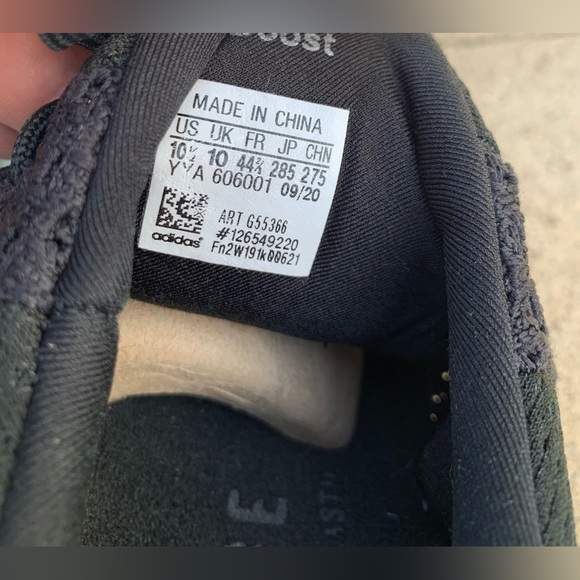 Boost
MADE IN CHINA
US UK FR JP CHN
10½ 10 44⅔ 285 275
YYA 606001 09/20
ART G55366
#126549220
adidas
Fn2W191k00621